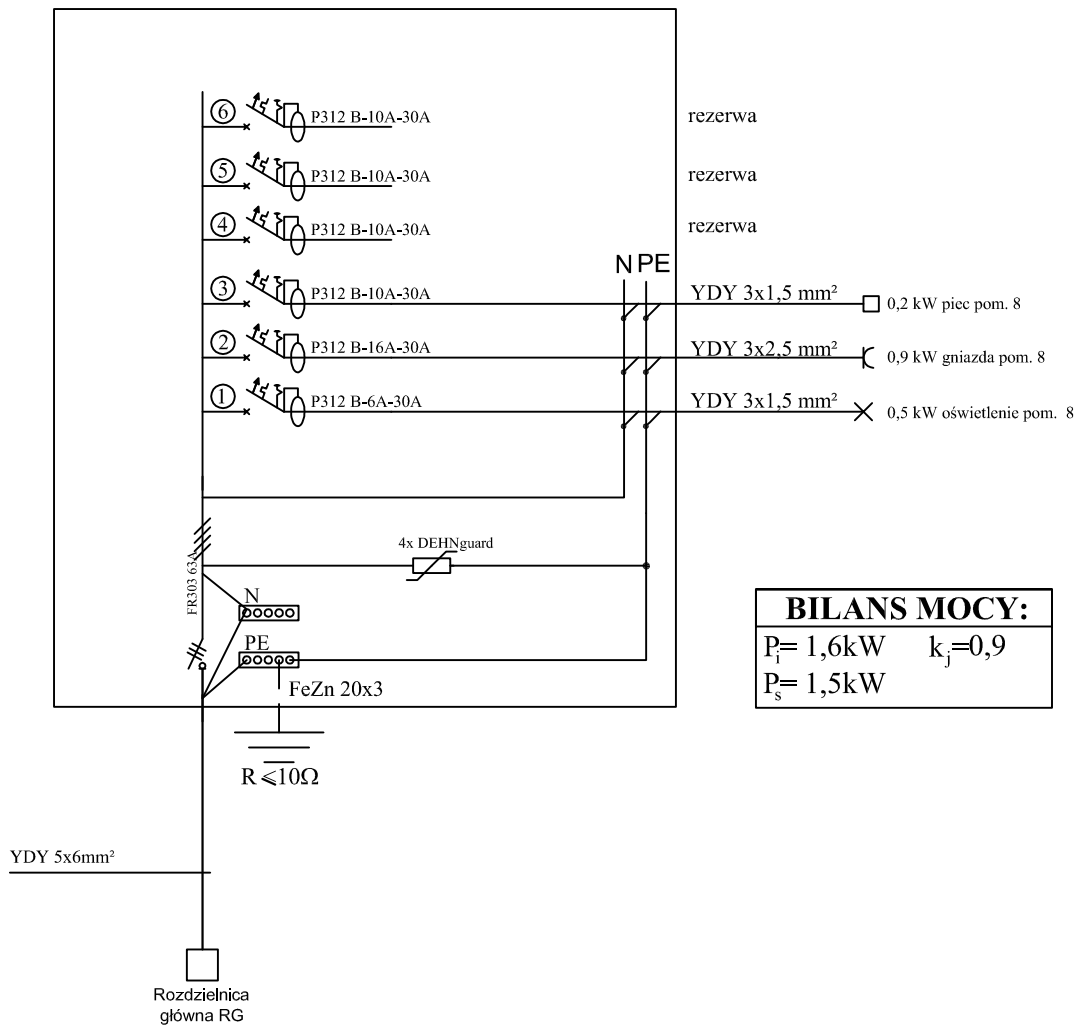 ⑥ P312 B-10A-30A rezerwa
⑤ P312 B-10A-30A rezerwa
④ P312 B-10A-30A rezerwa
N PE
③ P312 B-10A-30A YDY 3x1,5 mm² 0,2 kW piec pom. 8
② P312 B-16A-30A YDY 3x2,5 mm² 0,9 kW gniazda pom. 8
① P312 B-6A-30A YDY 3x1,5 mm² 0,5 kW oświetlenie pom. 8
4x DEHNguard
FR303 63A
N
PE
FeZn 20x3
R ⩽10Ω
BILANS MOCY:
Pi= 1,6kW kj=0,9
Ps= 1,5kW
YDY 5x6mm²
Rozdzielnica
główna RG